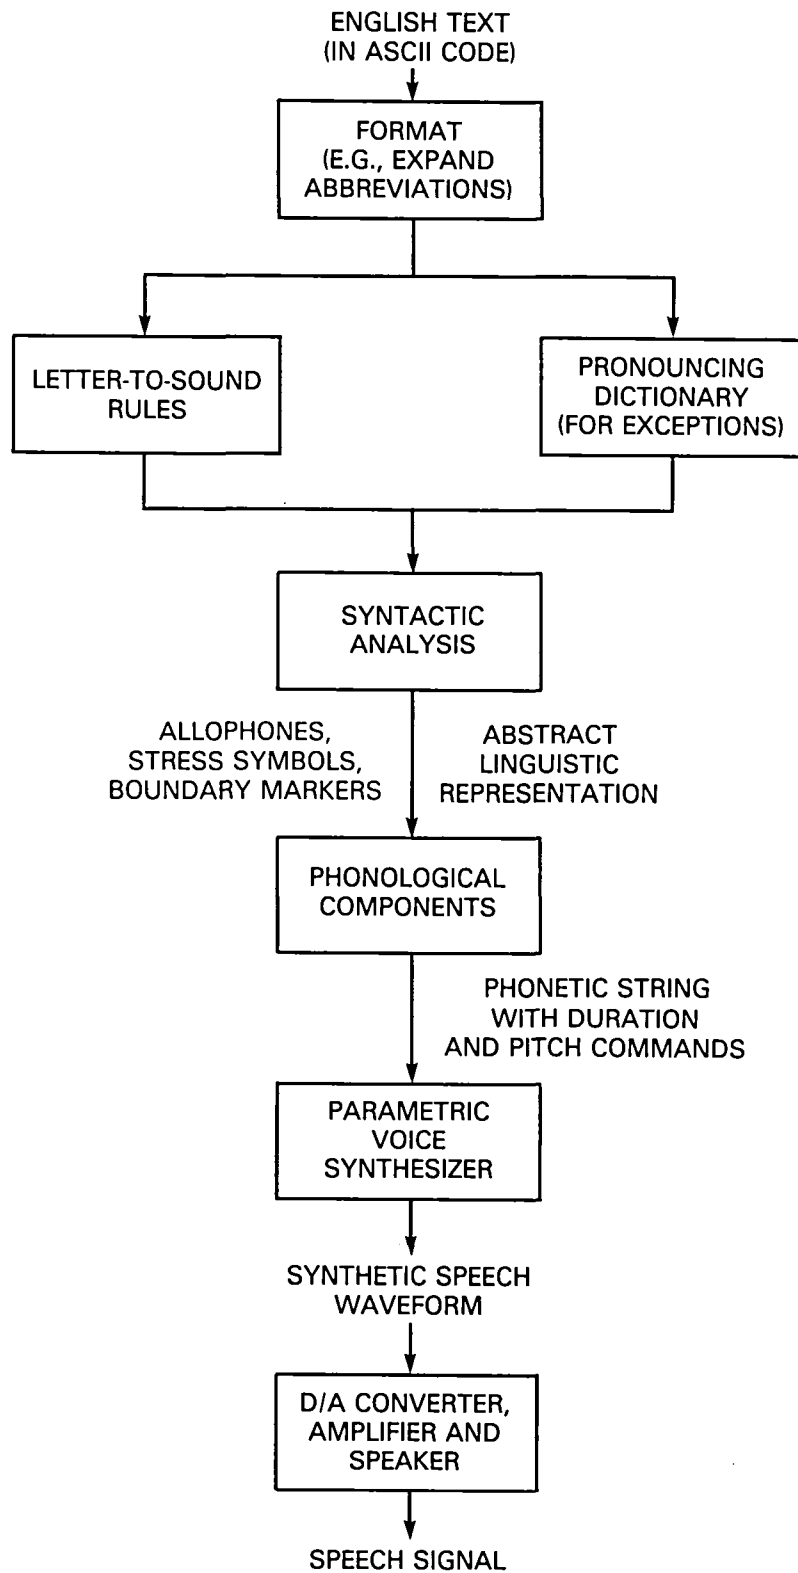 ENGLISH TEXT
(IN ASCII CODE)
FORMAT
(E.G., EXPAND
ABBREVIATIONS)
LETTER-TO-SOUND
RULES
PRONOUNCING
DICTIONARY
(FOR EXCEPTIONS)
SYNTACTIC
ANALYSIS
ALLOPHONES,
STRESS SYMBOLS,
BOUNDARY MARKERS
ABSTRACT
LINGUISTIC
REPRESENTATION
PHONOLOGICAL
COMPONENTS
PHONETIC STRING
WITH DURATION
AND PITCH COMMANDS
PARAMETRIC
VOICE
SYNTHESIZER
SYNTHETIC SPEECH
WAVEFORM
D/A CONVERTER,
AMPLIFIER AND
SPEAKER
SPEECH SIGNAL